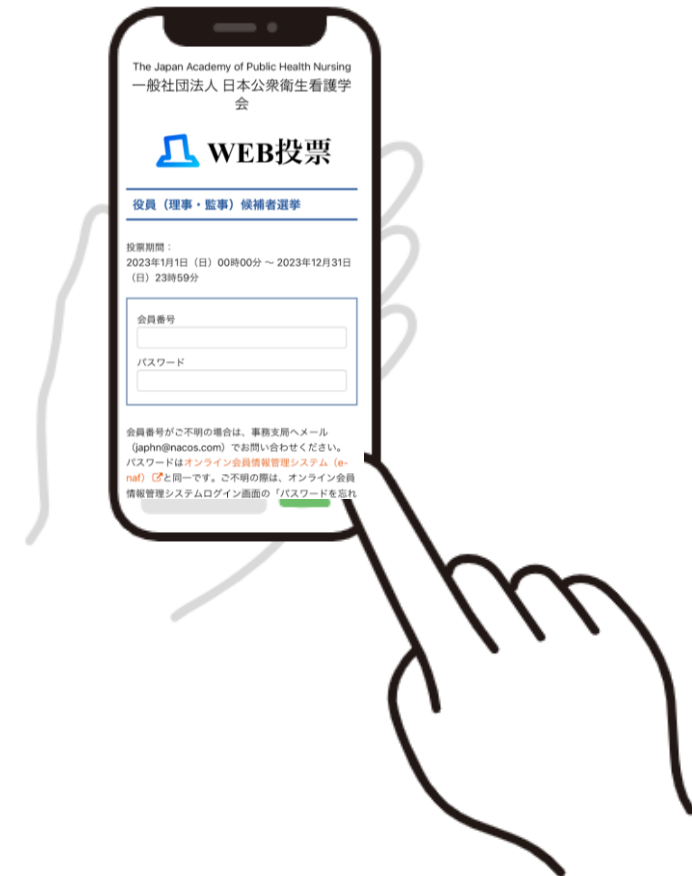 The Japan Academy of Public Health Nursing
一般社団法人 日本公衆衛生看護学
会
WEB投票
役員（理事・監事）候補者選挙
投票期間：
2023年1月1日（日）00時00分 ～ 2023年12月31日
（日）23時59分
会員番号
パスワード
会員番号がご不明の場合は、事務支局へメール
（japhn@nacos.com）でお問い合わせください。
パスワードはオンライン会員情報管理システム（e-
naf）と同一です。ご不明の際は、オンライン会員
情報管理システムログイン画面の「パスワードを忘れ